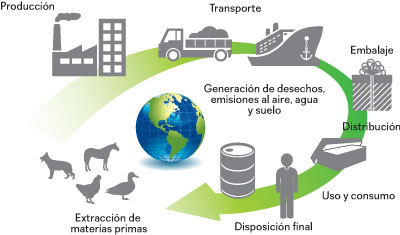 Producción
Transporte
Embalaje
Generación de desechos,
emisiones al aire, agua
y suelo
Distribución
Uso y consumo
Disposición final
Extracción de
materias primas